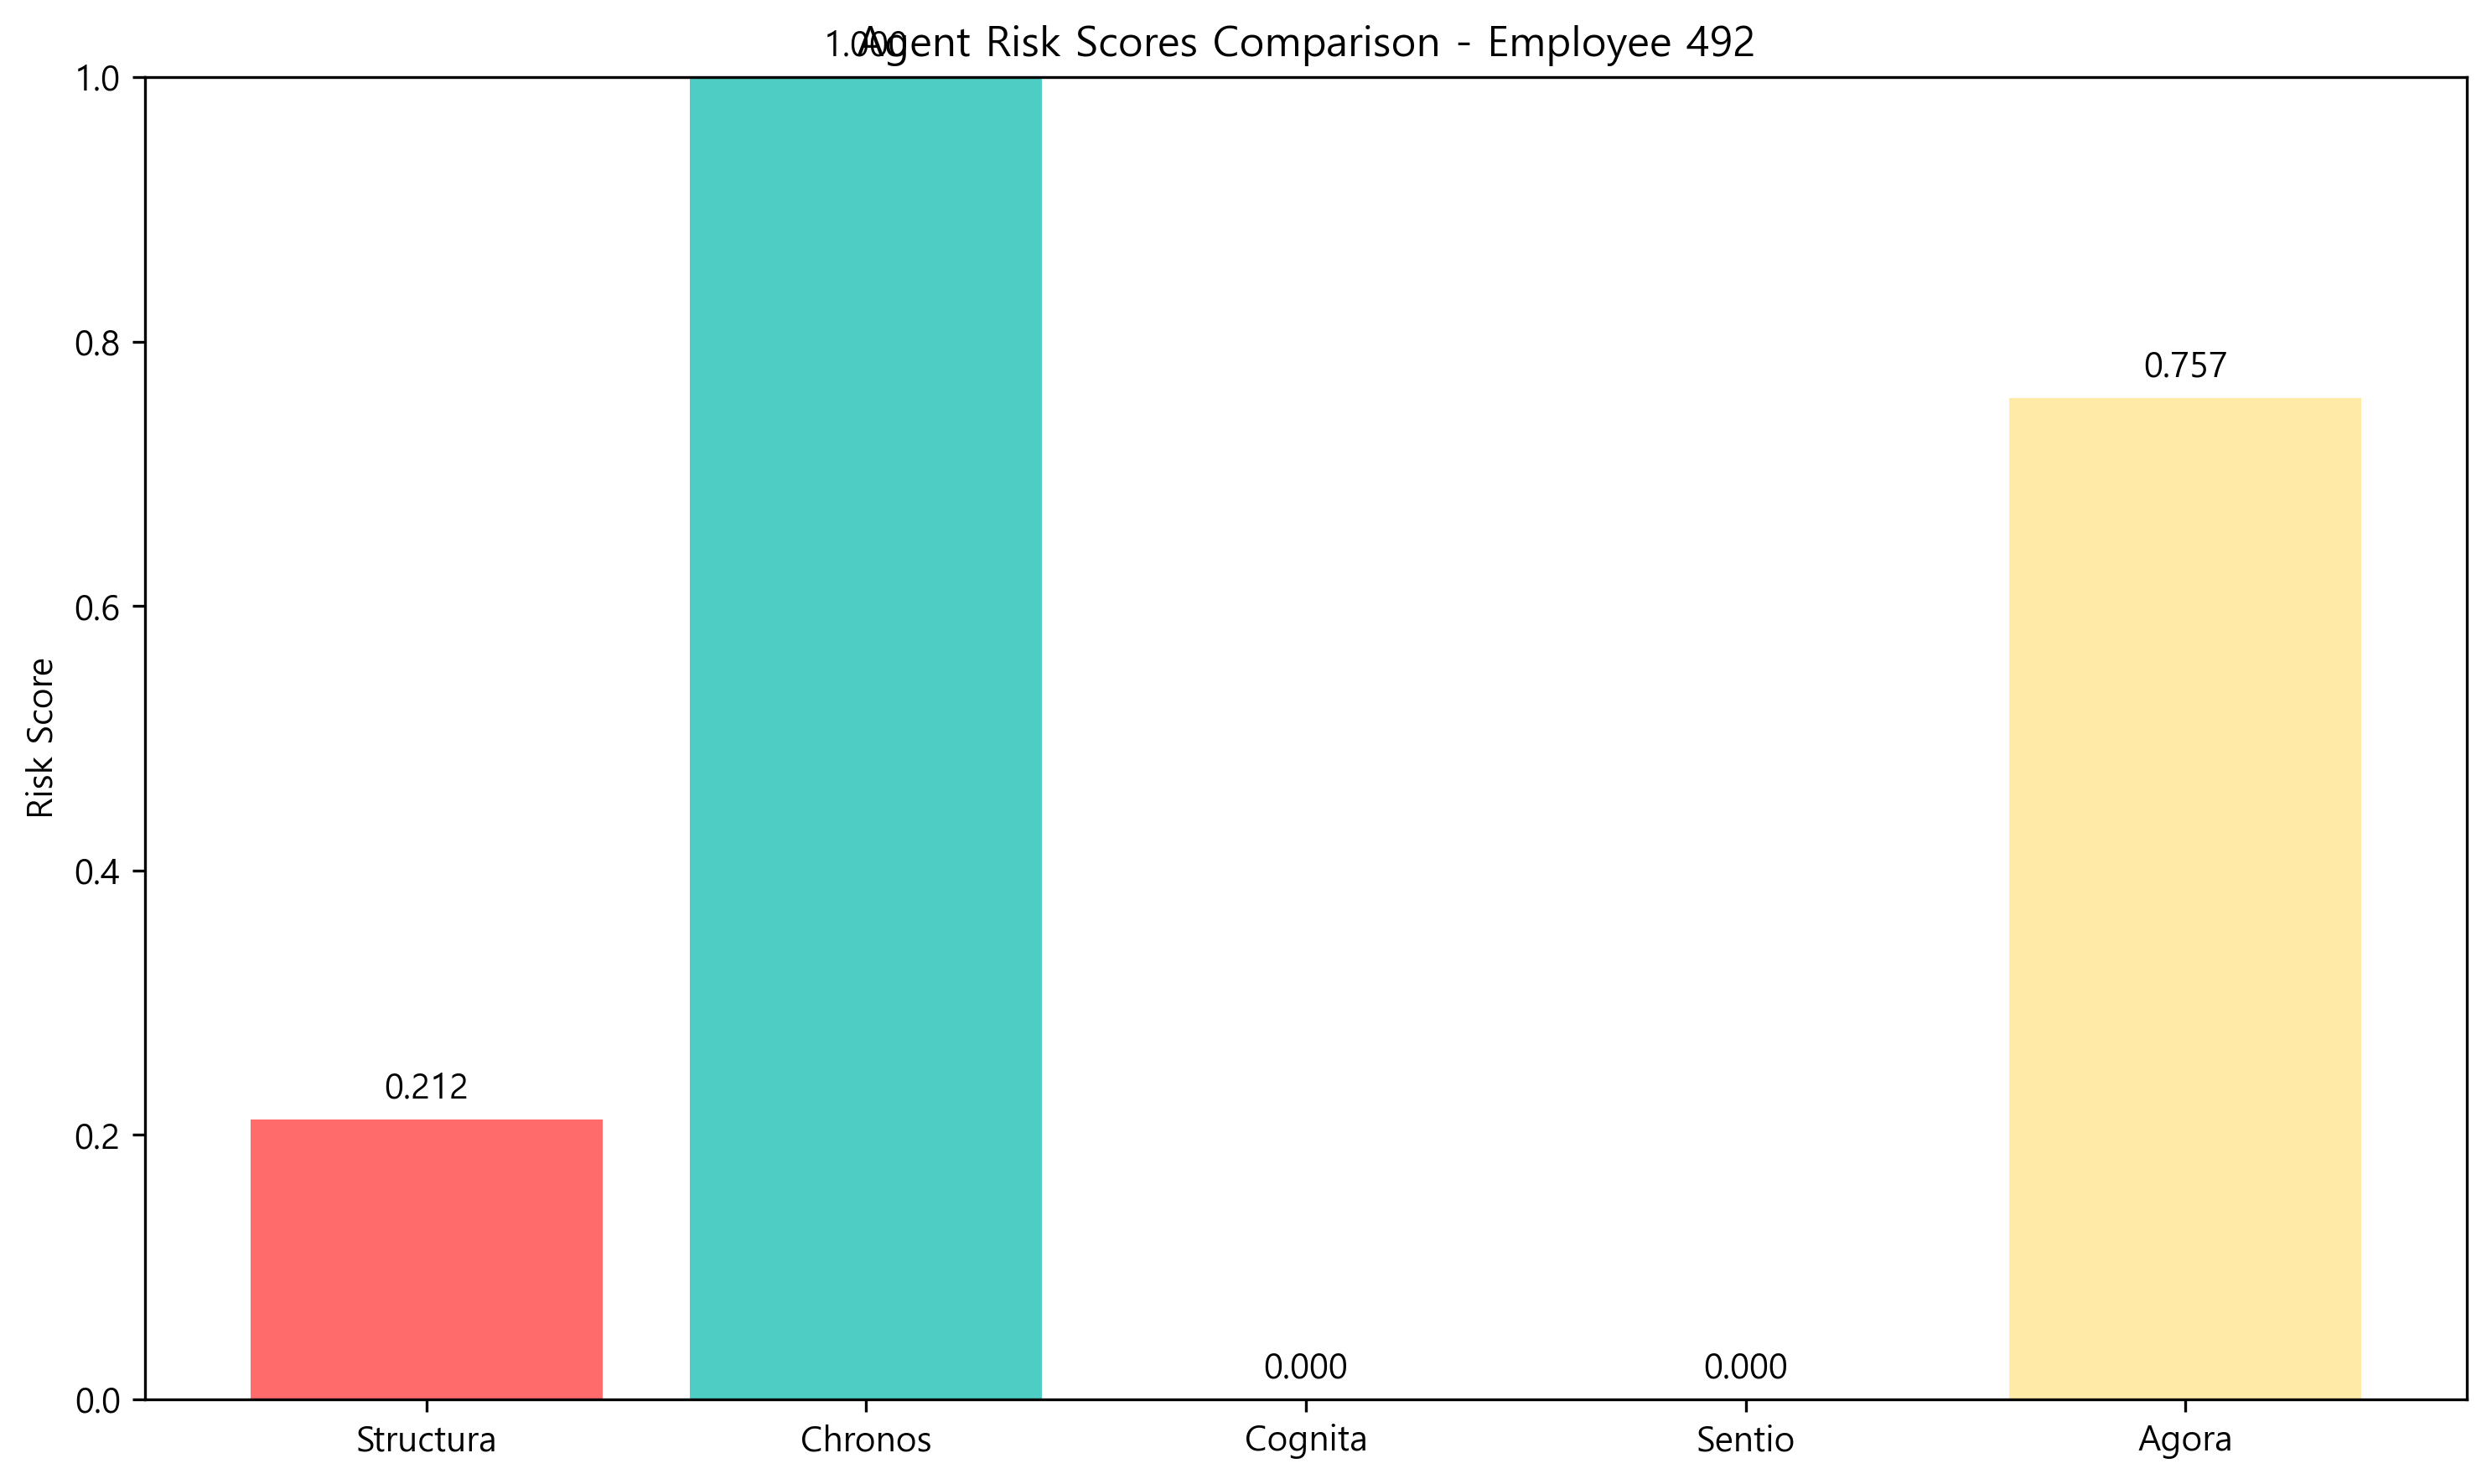 Agent Risk Scores Comparison - Employee 492
1.000
1.0
0.8
0.6
0.4
0.2
0.0
Risk Score
0.212
0.000
0.000
0.757
Structura
Chronos
Cognita
Sentio
Agora